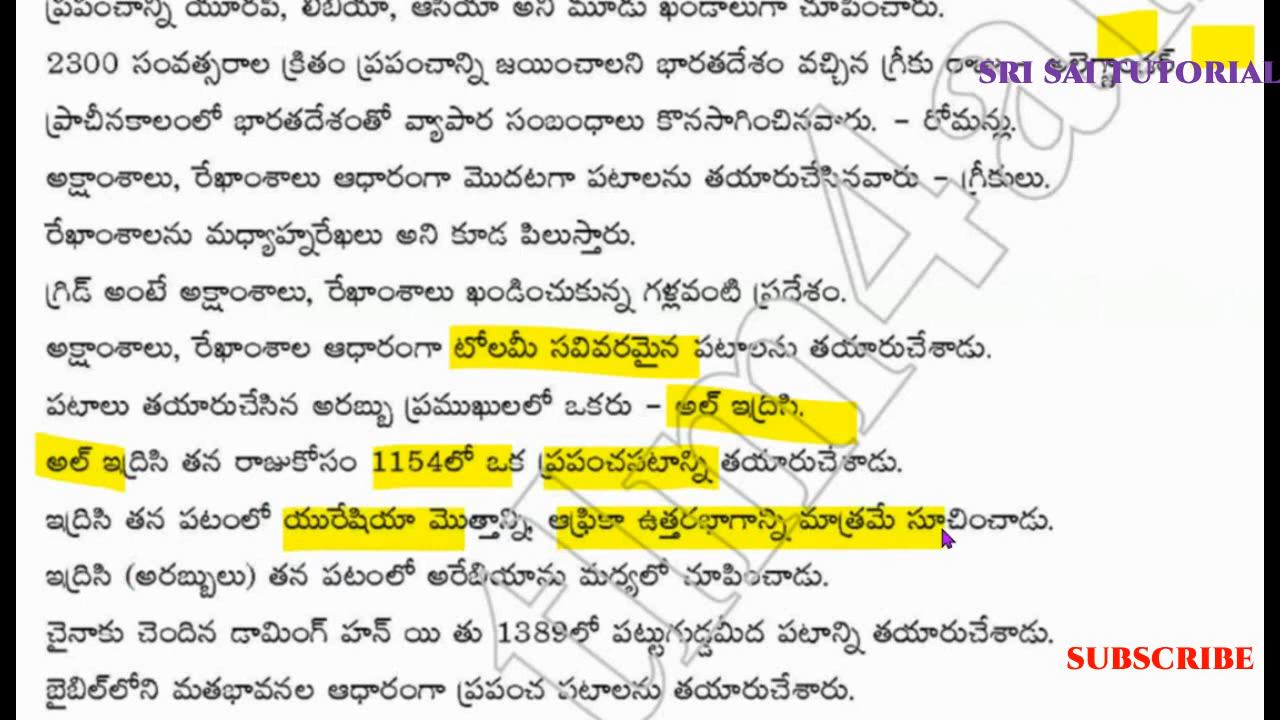 ప్రపంచాన్ని యూరప్, లిబియా, ఆసియా అని మూడు ఖండాలుగా చూపించారు.
2300 సంవత్సరాల క్రితం ప్రపంచాన్ని జయించాలని భారతదేశం వచ్చిన గ్రీకు రాజు
SRI SAI TUTORIAL
ప్రాచీనకాలంలో భారతదేశంతో వ్యాపార సంబంధాలు కొనసాగించినవారు. - రోమన్లు.
అక్షాంశాలు, రేఖాంశాలు ఆధారంగా మొదటగా పటాలను తయారుచేసినవారు - గ్రీకులు.
రేఖాంశాలను మధ్యాహ్నరేఖలు అని కూడ పిలుస్తారు.
గ్రిడ్ అంటే అక్షాంశాలు, రేఖాంశాలు ఖండించుకున్న గళ్లవంటి ప్రదేశం.
అక్షాంశాలు, రేఖాంశాల ఆధారంగా టోలమీ సవివరమైన పటాలను తయారుచేశాడు.
పటాలు తయారుచేసిన అరబ్బు ప్రముఖులలో ఒకరు - అల్ ఇద్రిసి.
అల్ ఇద్రిసి తన రాజుకోసం 1154లో ఒక ప్రపంచపటాన్ని తయారుచేశాడు.
ఇద్రిసి తన పటంలో యురేషియా మొత్తాన్ని, ఆఫ్రికా ఉత్తరభాగాన్ని మాత్రమే సూచించాడు.
ఇద్రిసి (అరబ్బులు) తన పటంలో అరేబియాను మధ్యలో చూపించాడు.
చైనాకు చెందిన డామింగ్ హన్ యి తు 1389లో పట్టుగుడ్డమీద పటాన్ని తయారుచేశాడు.
SUBSCRIBE
బైబిల్‌లోని మతభావనల ఆధారంగా ప్రపంచ పటాలను తయారుచేశారు.